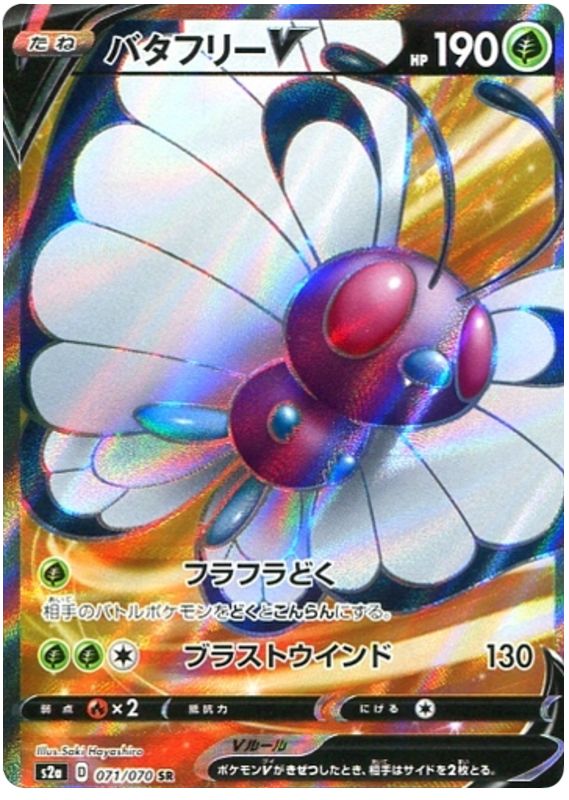 たね バタフリーV HP 190
フラフラどく
相手のバトルポケモンをどくとこんらんにする。
ブラストウインド 130
弱点 ×2 抵抗力 にげる
Illus. Saki Hayashiro
Vルール
s2a D 071/070 SR
ポケモンVがきぜつしたとき、相手はサイドを2枚とる。